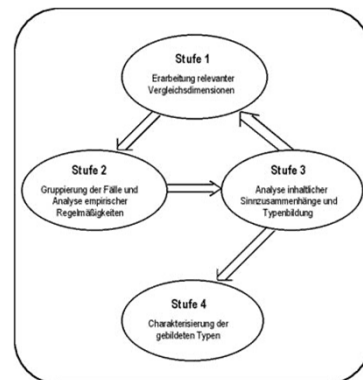 Stufe 1
Erarbeitung relevanter
Vergleichsdimensionen
Stufe 2
Gruppierung der Fälle und
Analyse empirischer
Regelmäßigkeiten
Stufe 3
Analyse inhaltlicher
Sinnzusammenhänge und
Typenbildung
Stufe 4
Charakterisierung der
gebildeten Typen